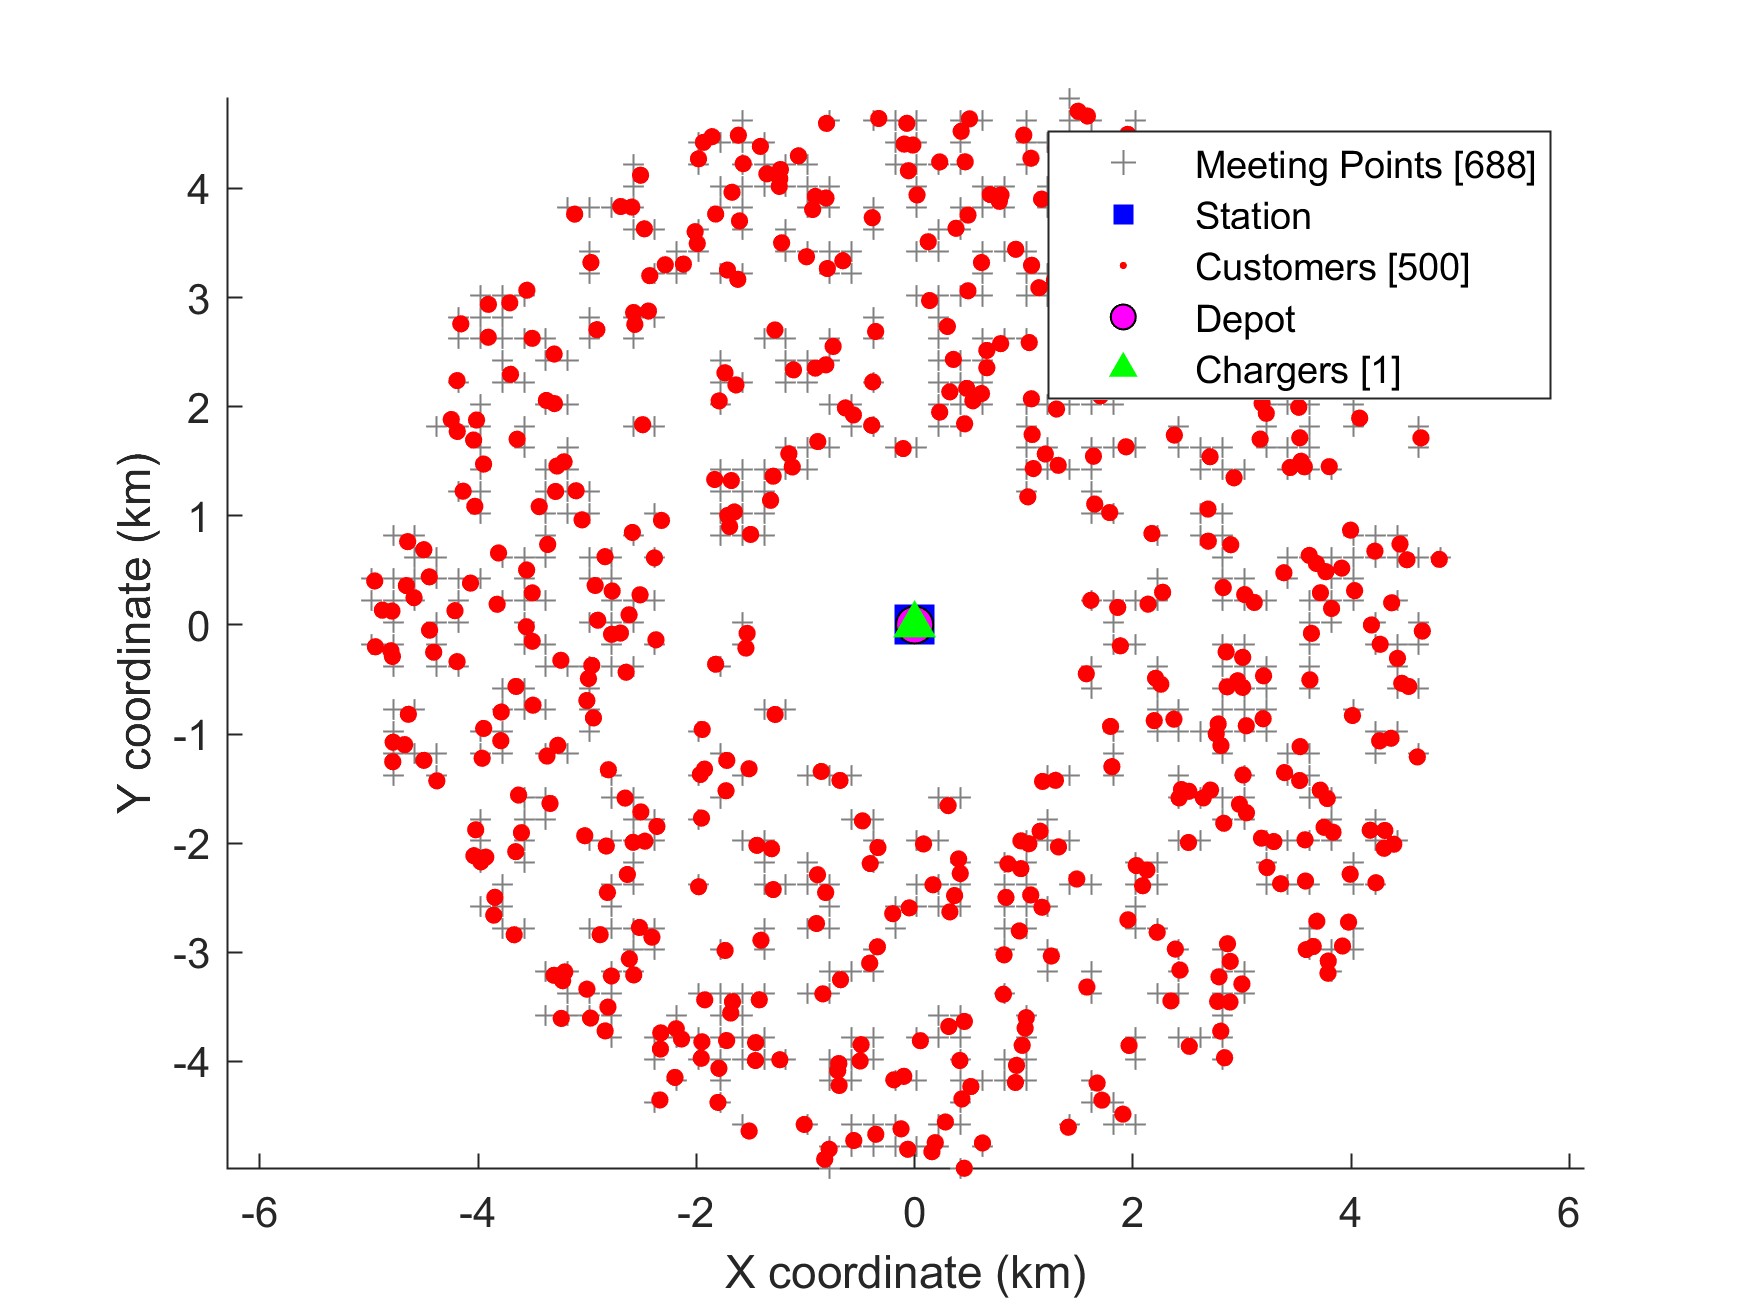 Meeting Points [688]
Station
Customers [500]
Depot
Chargers [1]
Y coordinate (km)
4
3
2
1
0
-1
-2
-3
-4
-6
-4
-2
0
2
4
6
X coordinate (km)